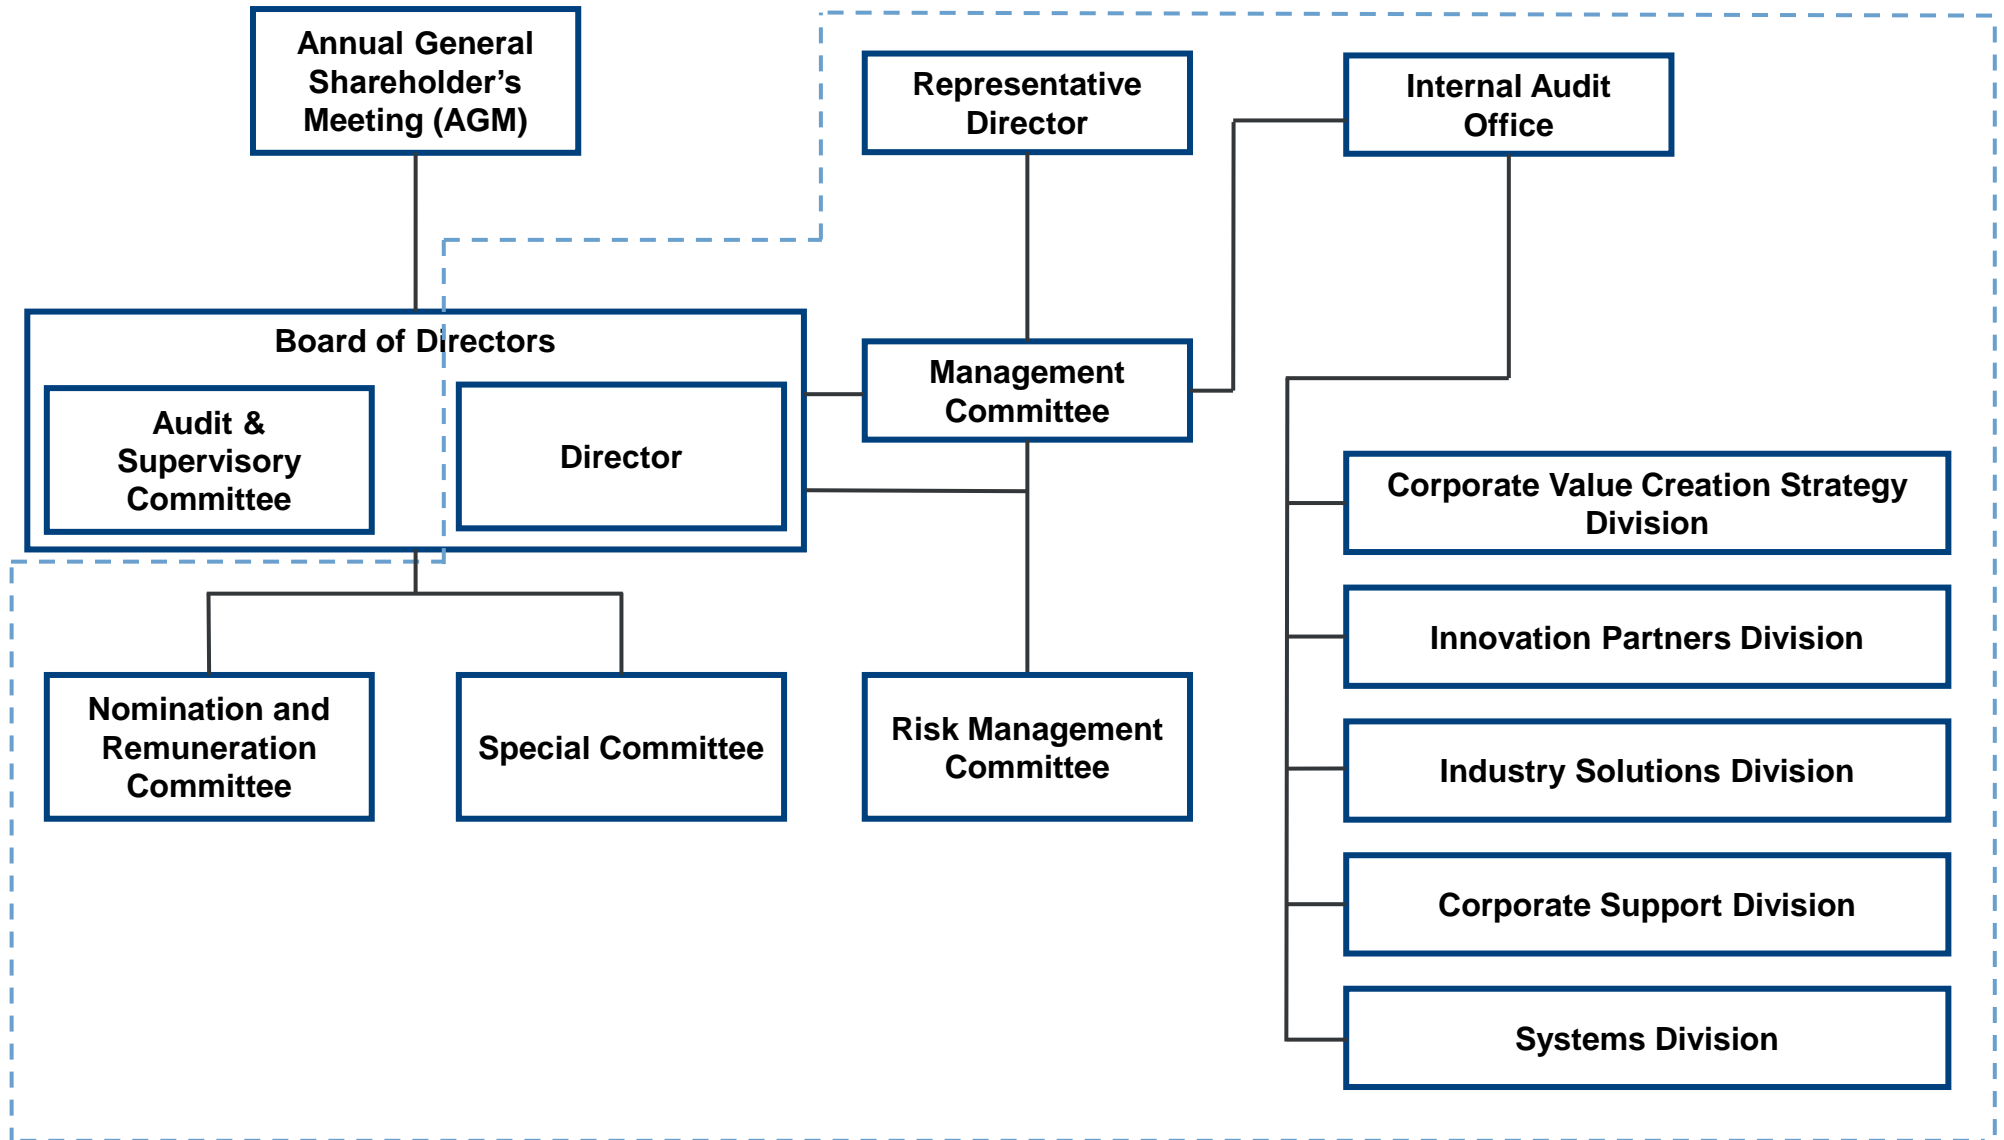 Annual General
Shareholder’s
Meeting (AGM)
Representative
Director
Internal Audit
Office
Board of Directors
Audit &
Supervisory
Committee
Director
Management
Committee
Corporate Value Creation Strategy
Division
Innovation Partners Division
Nomination and
Remuneration
Committee
Special Committee
Risk Management
Committee
Industry Solutions Division
Corporate Support Division
Systems Division